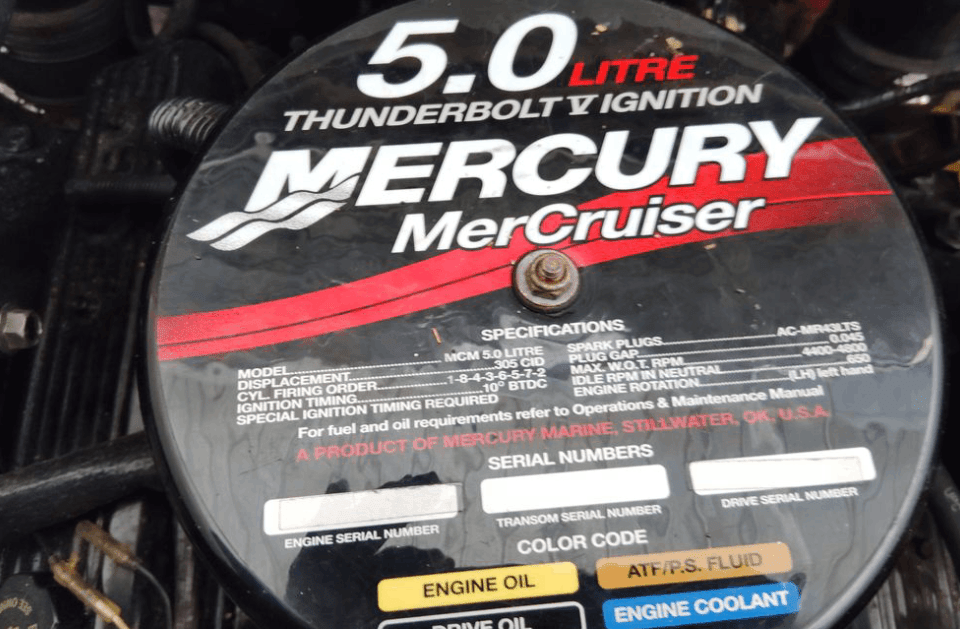 5.0 LITRE
THUNDERBOLT V IGNITION
MERCURY
MerCruiser
SPECIFICATIONS
MODEL MCM 5.0 LITRE
DISPLACEMENT 305 CID
CYL. FIRING ORDER 1-8-4-3-6-5-7-2
IGNITION TIMING 10° BTDC
SPECIAL IGNITION TIMING REQUIRED
SPARK PLUGS AC-MR43LTS
PLUG GAP 0.045
MAX. W.O.T. RPM 4400-4800
IDLE RPM IN NEUTRAL 650
ENGINE ROTATION (LH) left hand
For fuel and oil requirements refer to Operations & Maintenance Manual
A PRODUCT OF MERCURY MARINE, STILLWATER, OK, U.S.A.
SERIAL NUMBERS
ENGINE SERIAL NUMBER
TRANSOM SERIAL NUMBER
DRIVE SERIAL NUMBER
COLOR CODE
ENGINE OIL
ATF/P.S. FLUID
DRIVE OIL
ENGINE COOLANT